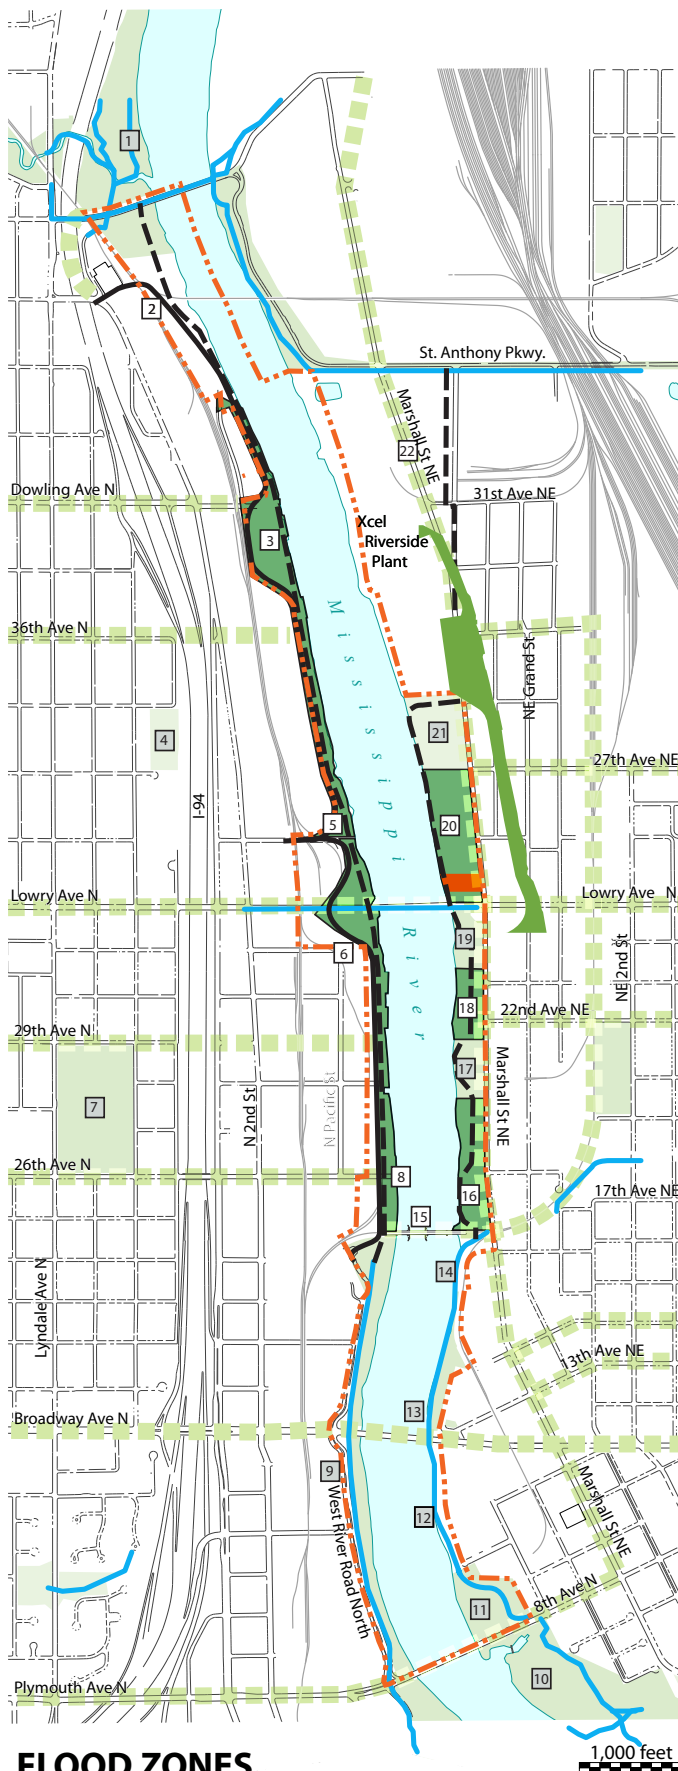 1
2
St. Anthony Pkwy.
Marshall St NE
22
Dowling Ave N
31st Ave NE
Xcel
Riverside
Plant
3
Mississippi
36th Ave N
NE Grand St
21
4
27th Ave NE
I-94
5
20
Lowry Ave N
Lowry Ave N
River
19
6
NE 2nd St
18
22nd Ave NE
29th Ave N
Marshall St NE
17
N 2nd St
N Pacific St
7
26th Ave N
8
16
17th Ave NE
15
14
Lyndale Ave N
13th Ave NE
13
Broadway Ave N
9
West River Road North
12
Marshall St NE
8th Ave N
11
10
Plymouth Ave N
1,000 feet
FLOOD ZONES